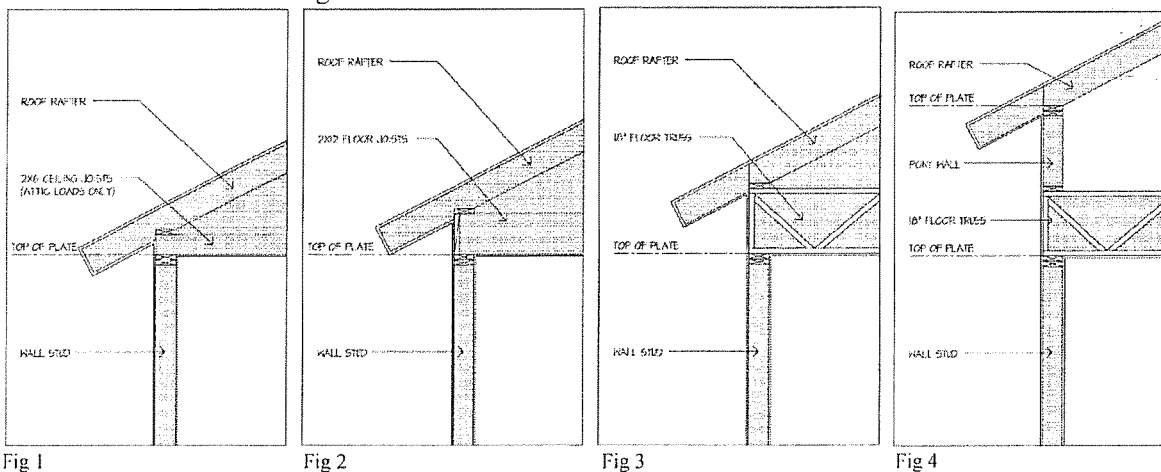 ROOF RAFTER
2X6 CEILING JOISTS
(ATTIC LOADS ONLY)
TOP OF PLATE
WALL STUD
Fig 1
ROOF RAFTER
2X12 FLOOR JOISTS
TOP OF PLATE
WALL STUD
Fig 2
ROOF RAFTER
18" FLOOR TRUSS
TOP OF PLATE
WALL STUD
Fig 3
ROOF RAFTER
TOP OF PLATE
PONY WALL
18" FLOOR TRUSS
TOP OF PLATE
WALL STUD
Fig 4